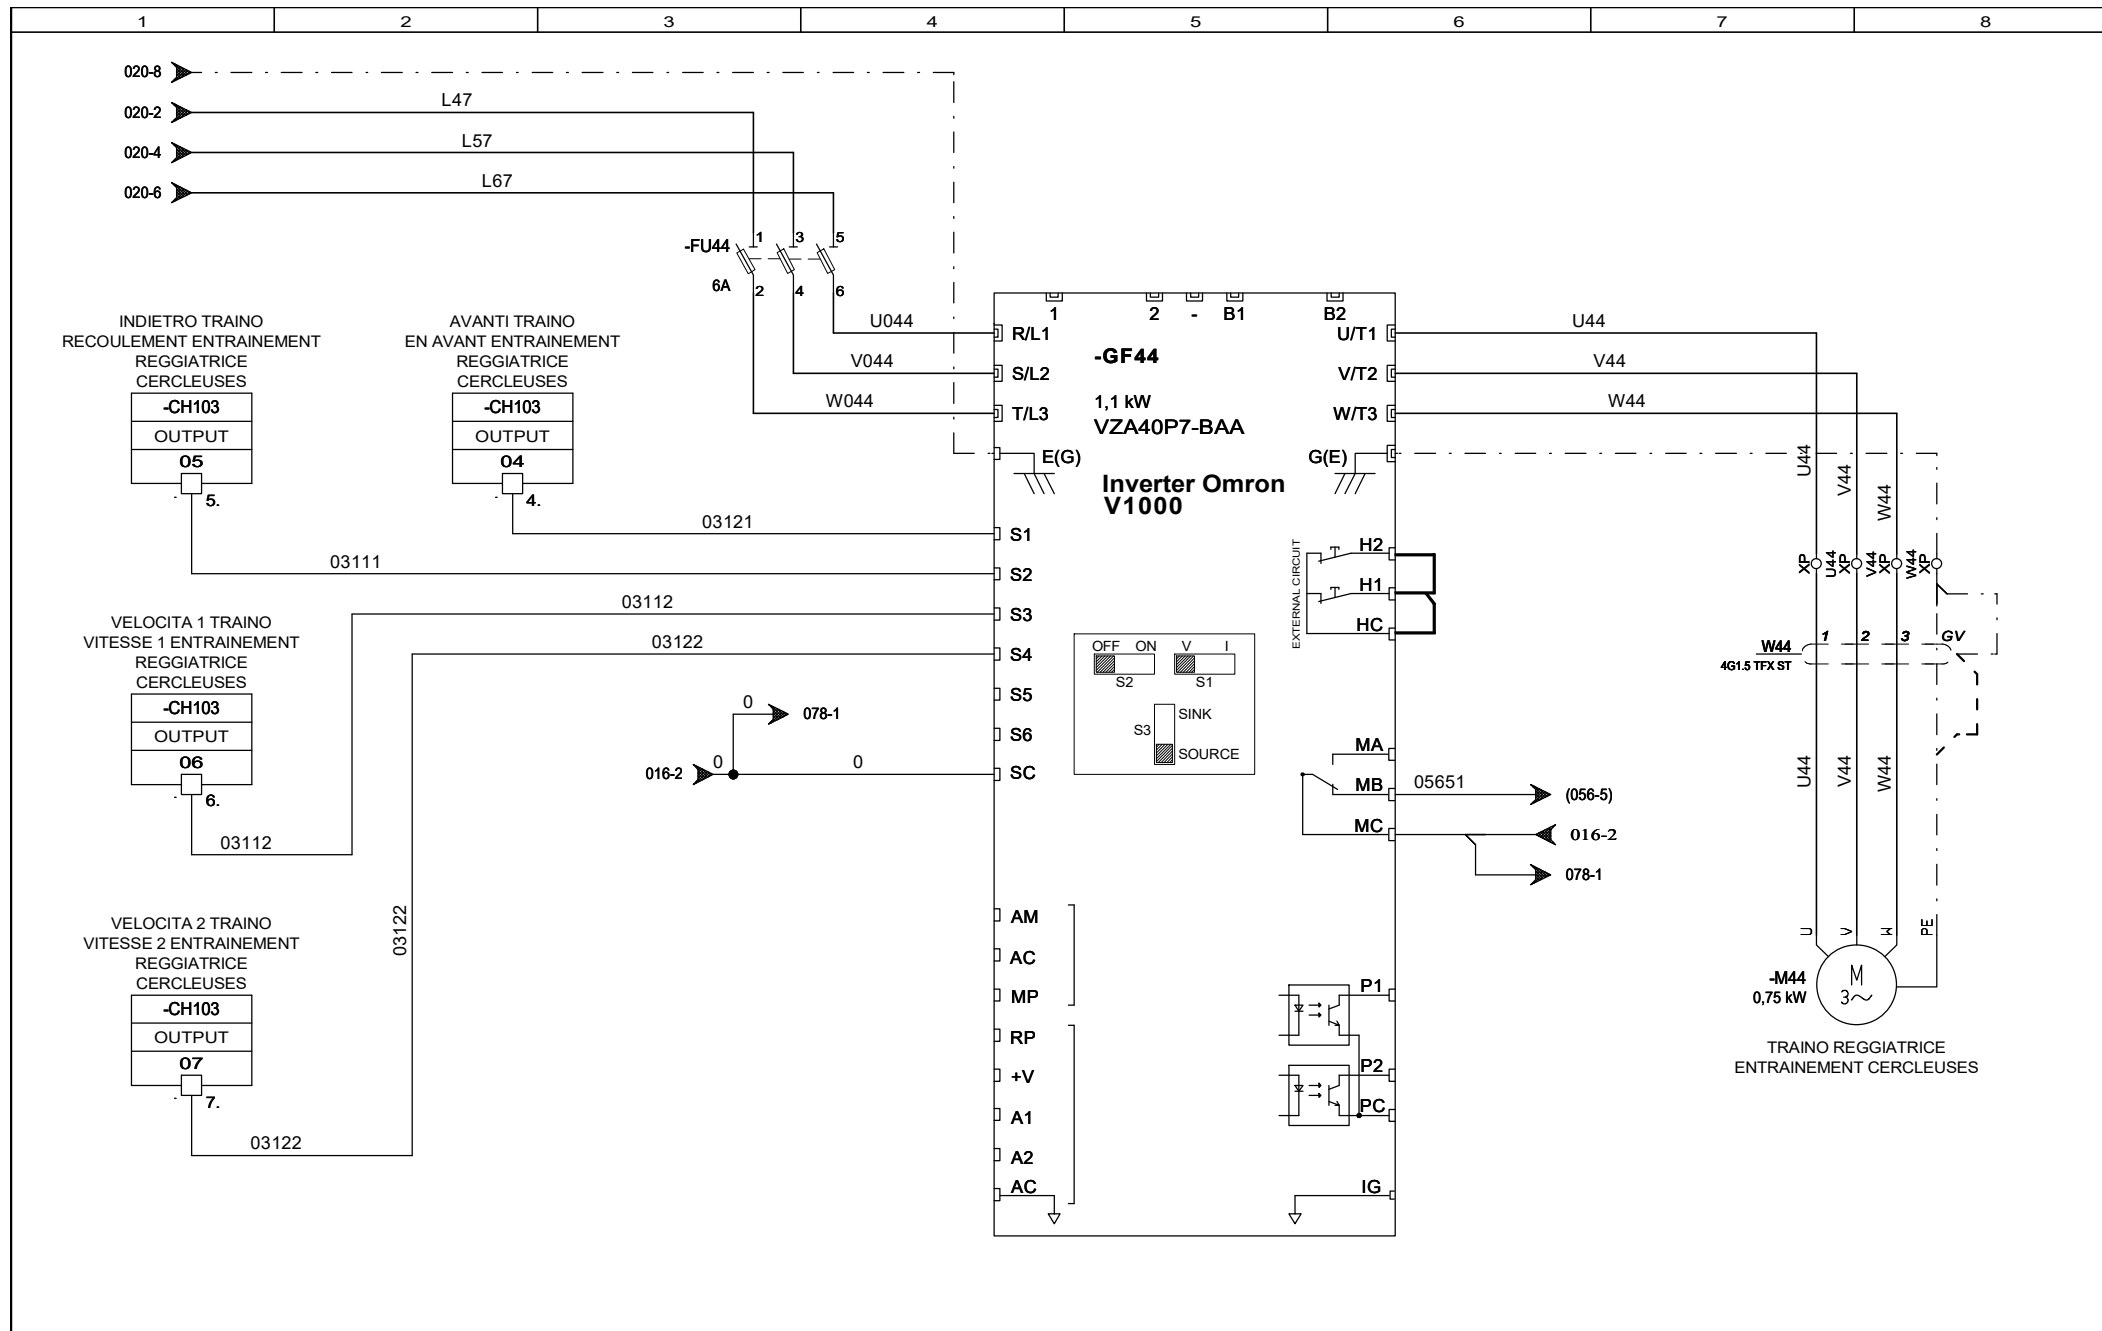 1 2 3 4 5 6 7 8
020-8
020-2 L47
020-4 L57
020-6 L67
-FU44 1 3 5
6A 2 4 6
INDIETRO TRAINO
RECOULEMENT ENTRAINEMENT
REGGIATRICE
CERCLEUSES
-CH103
OUTPUT
05
5.
AVANTI TRAINO
EN AVANT ENTRAINEMENT
REGGIATRICE
CERCLEUSES
-CH103
OUTPUT
04
4.
U044
V044
W044
03121
03111
VELOCITA 1 TRAINO
VITESSE 1 ENTRAINEMENT
REGGIATRICE
CERCLEUSES
-CH103
OUTPUT
06
6.
03112
03112
03122
0 078-1
016-2 0 0
VELOCITA 2 TRAINO
VITESSE 2 ENTRAINEMENT
REGGIATRICE
CERCLEUSES
-CH103
OUTPUT
07
7.
03122
03122
1 2 - B1 B2
R/L1
S/L2
T/L3
E(G)
-GF44
1,1 kW
VZA40P7-BAA
Inverter Omron
V1000
U/T1
V/T2
W/T3
G(E)
S1
S2
S3
S4
S5
S6
SC
EXTERNAL CIRCUIT
H2
H1
HC
OFF ON V I
S2 S1
SINK
S3
SOURCE
MA
MB
MC
AM
AC
MP
RP
+V
A1
A2
AC
P1
P2
PC
IG
U44
V44
W44
05651 (056-5)
016-2
078-1
U44 V44 W44
XP U44 XP V44 XP W44 XP
W44 1 2 3 GV
4G1.5 TFX ST
U44 V44 W44
U V W PE
-M44
0,75 kW
M
3~
TRAINO REGGIATRICE
ENTRAINEMENT CERCLEUSES